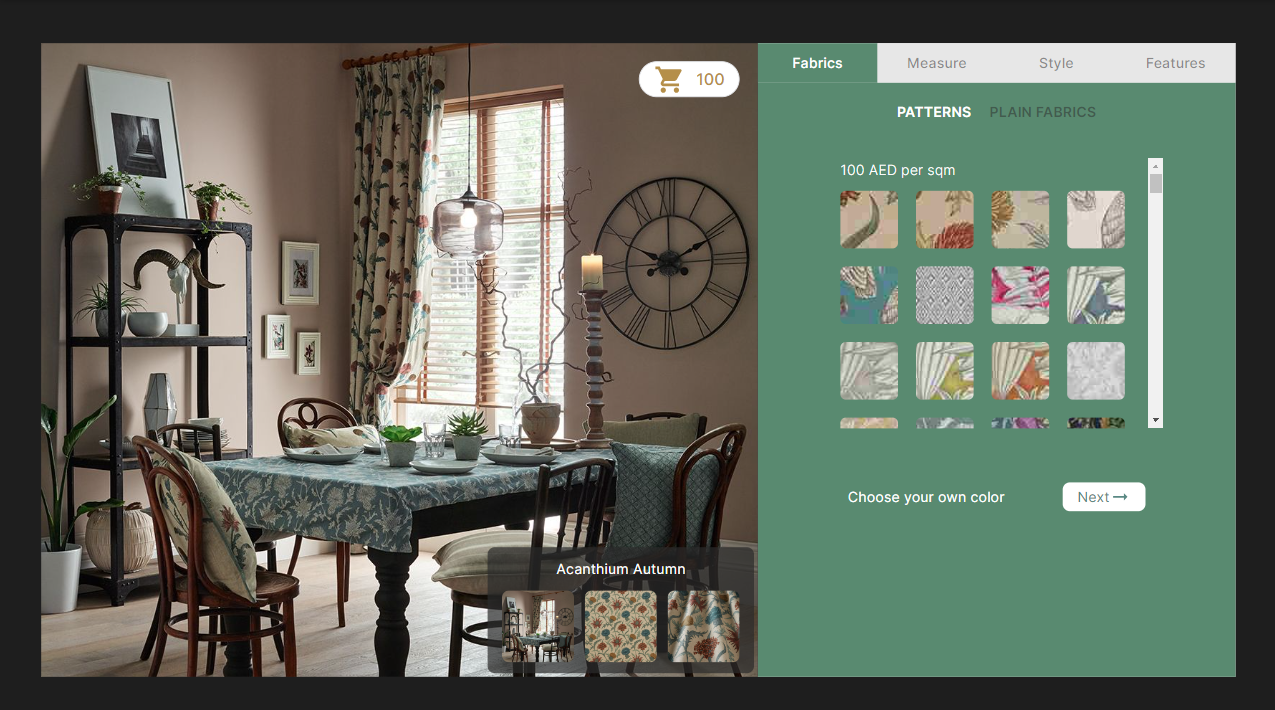 100
Fabrics
Measure
Style
Features
PATTERNS
PLAIN FABRICS
100 AED per sqm
Choose your own color
Next
Acanthium Autumn